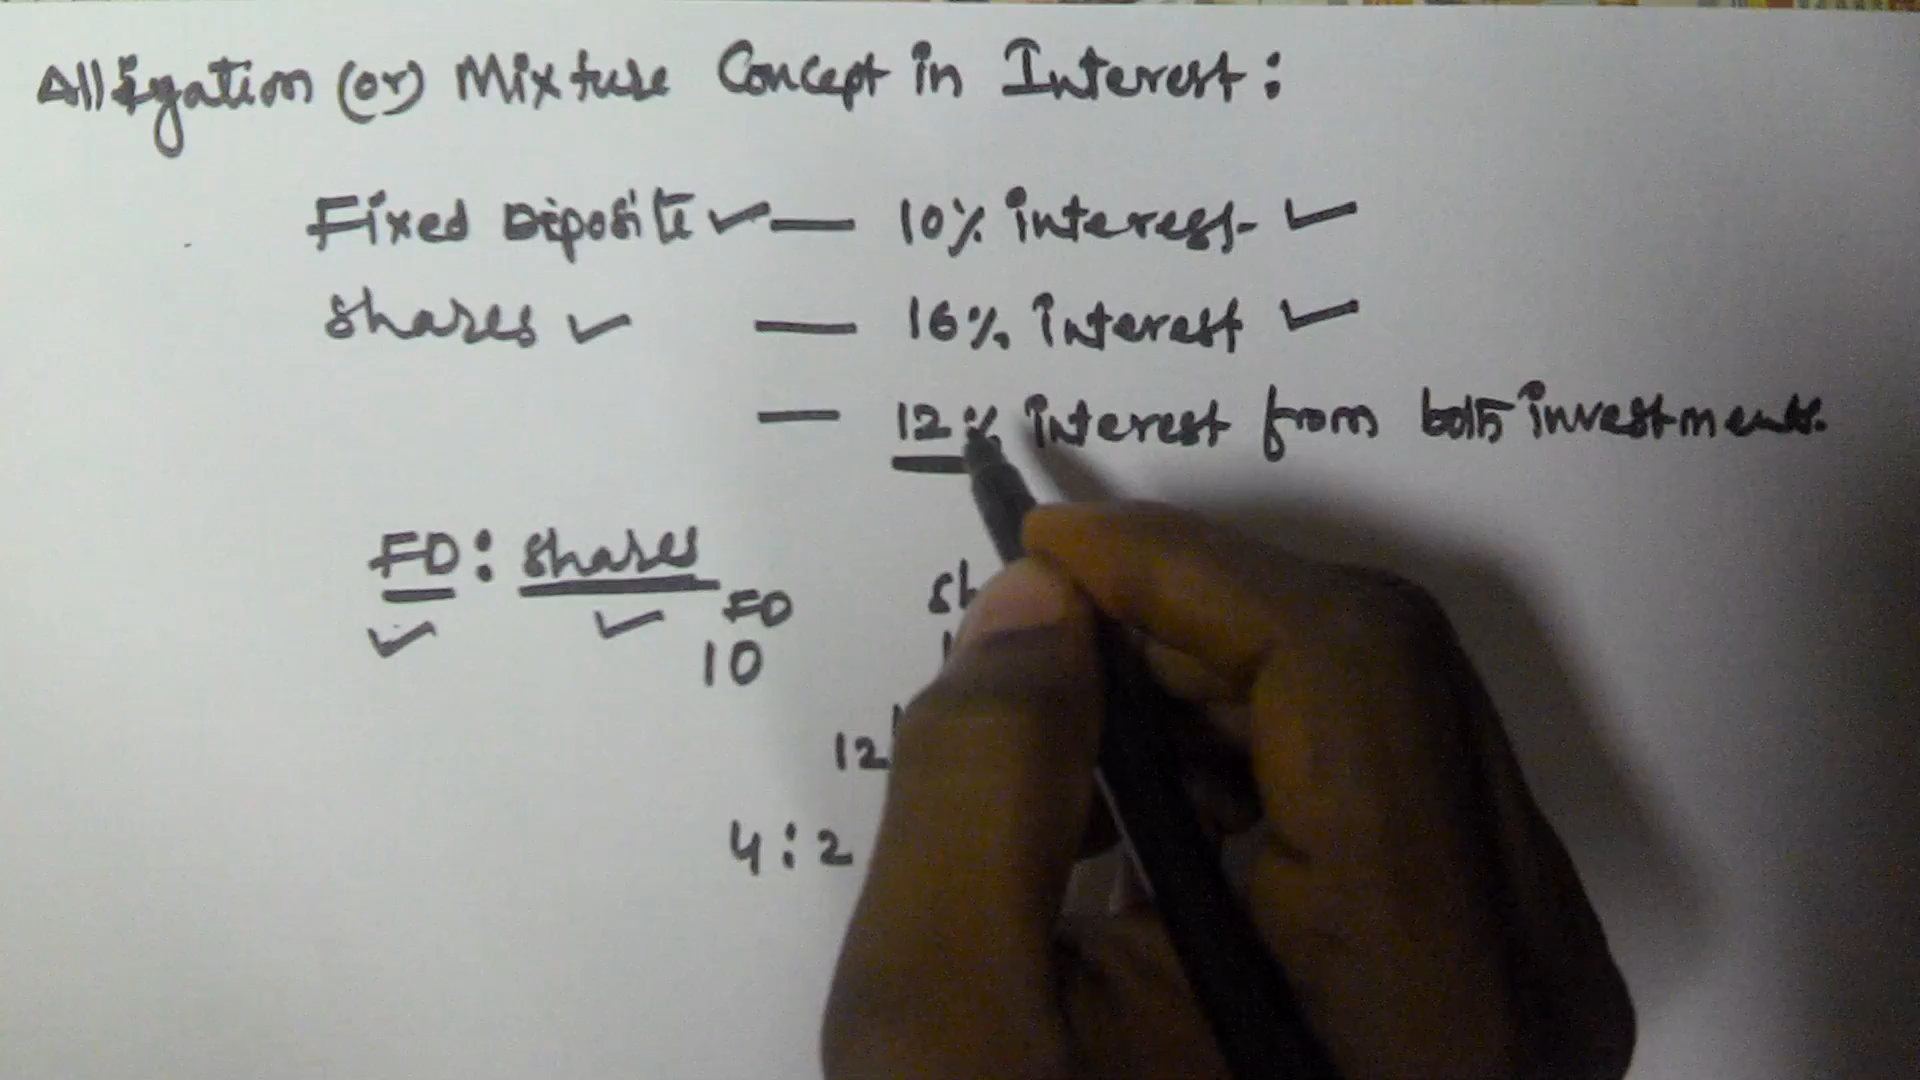 Alligation (or) Mixture Concept in Interest:
Fixed Diposite ✓ — 10% interest - ✓
Shares ✓ — 16% interest ✓
— 12% interest from both investments.
FD : Shares
FD
10
12
4 : 2